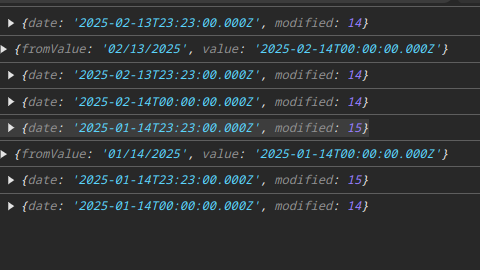 {date: '2025-02-13T23:23:00.000Z', modified: 14}
{fromValue: '02/13/2025', value: '2025-02-14T00:00:00.000Z'}
{date: '2025-02-13T23:23:00.000Z', modified: 14}
{date: '2025-02-14T00:00:00.000Z', modified: 14}
{date: '2025-01-14T23:23:00.000Z', modified: 15}
{fromValue: '01/14/2025', value: '2025-01-14T00:00:00.000Z'}
{date: '2025-01-14T23:23:00.000Z', modified: 15}
{date: '2025-01-14T00:00:00.000Z', modified: 14}